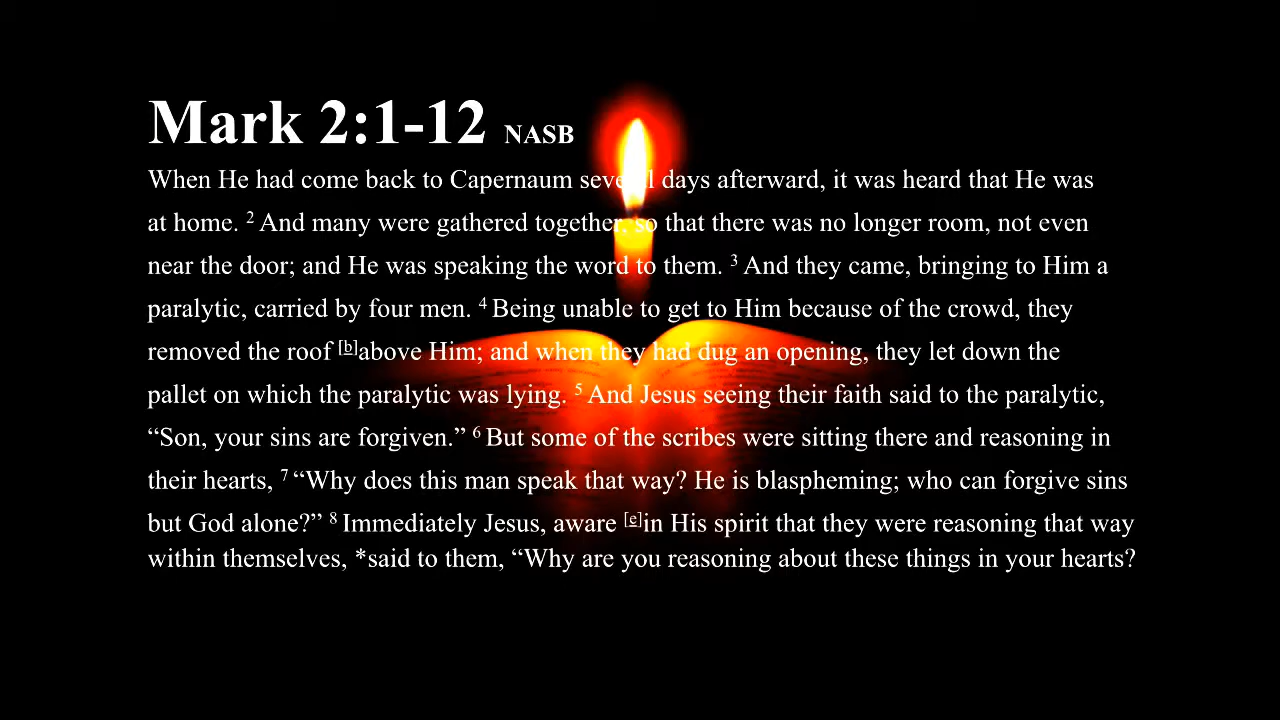 Mark 2:1-12 NASB
When He had come back to Capernaum several days afterward, it was heard that He was
at home. 2 And many were gathered together, so that there was no longer room, not even
near the door; and He was speaking the word to them. 3 And they came, bringing to Him a
paralytic, carried by four men. 4 Being unable to get to Him because of the crowd, they
removed the roof [b]above Him; and when they had dug an opening, they let down the
pallet on which the paralytic was lying. 5 And Jesus seeing their faith said to the paralytic,
“Son, your sins are forgiven.” 6 But some of the scribes were sitting there and reasoning in
their hearts, 7 “Why does this man speak that way? He is blaspheming; who can forgive sins
but God alone?” 8 Immediately Jesus, aware [e]in His spirit that they were reasoning that way
within themselves, *said to them, “Why are you reasoning about these things in your hearts?